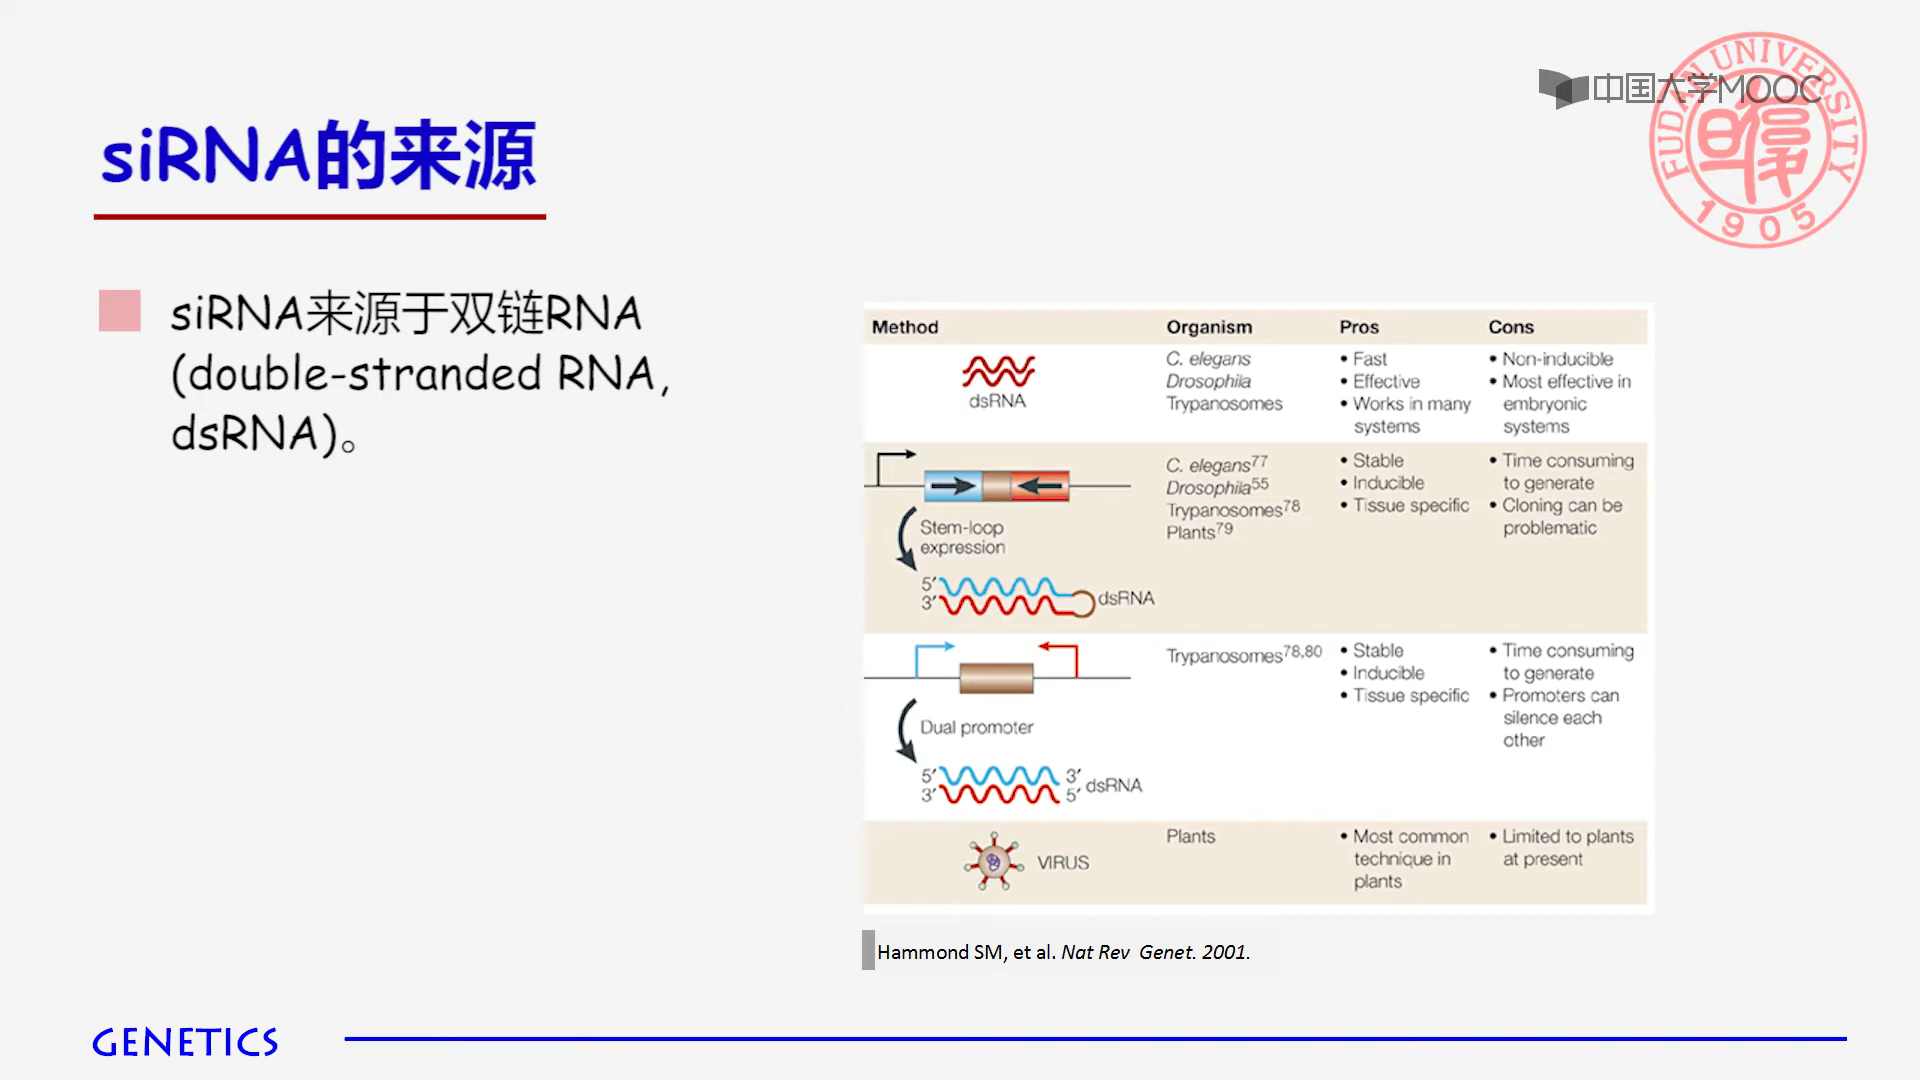 中国大学MOOC
FUDAN UNIVERSITY
1905
siRNA的来源
siRNA来源于双链RNA
(double-stranded RNA,
dsRNA)。
Method Organism Pros Cons
dsRNA
C. elegans
Drosophila
Trypanosomes
• Fast
• Effective
• Works in many
systems
• Non-inducible
• Most effective in
embryonic
systems
Stem-loop
expression
5′
3′
dsRNA
C. elegans77
Drosophila55
Trypanosomes78
Plants79
• Stable
• Inducible
• Tissue specific
• Time consuming
to generate
• Cloning can be
problematic
Dual promoter
5′ 3′
3′ 5′
dsRNA
Trypanosomes78,80
• Stable
• Inducible
• Tissue specific
• Time consuming
to generate
• Promoters can
silence each
other
VIRUS
Plants
• Most common
technique in
plants
• Limited to plants
at present
Hammond SM, et al. Nat Rev Genet. 2001.
GENETICS